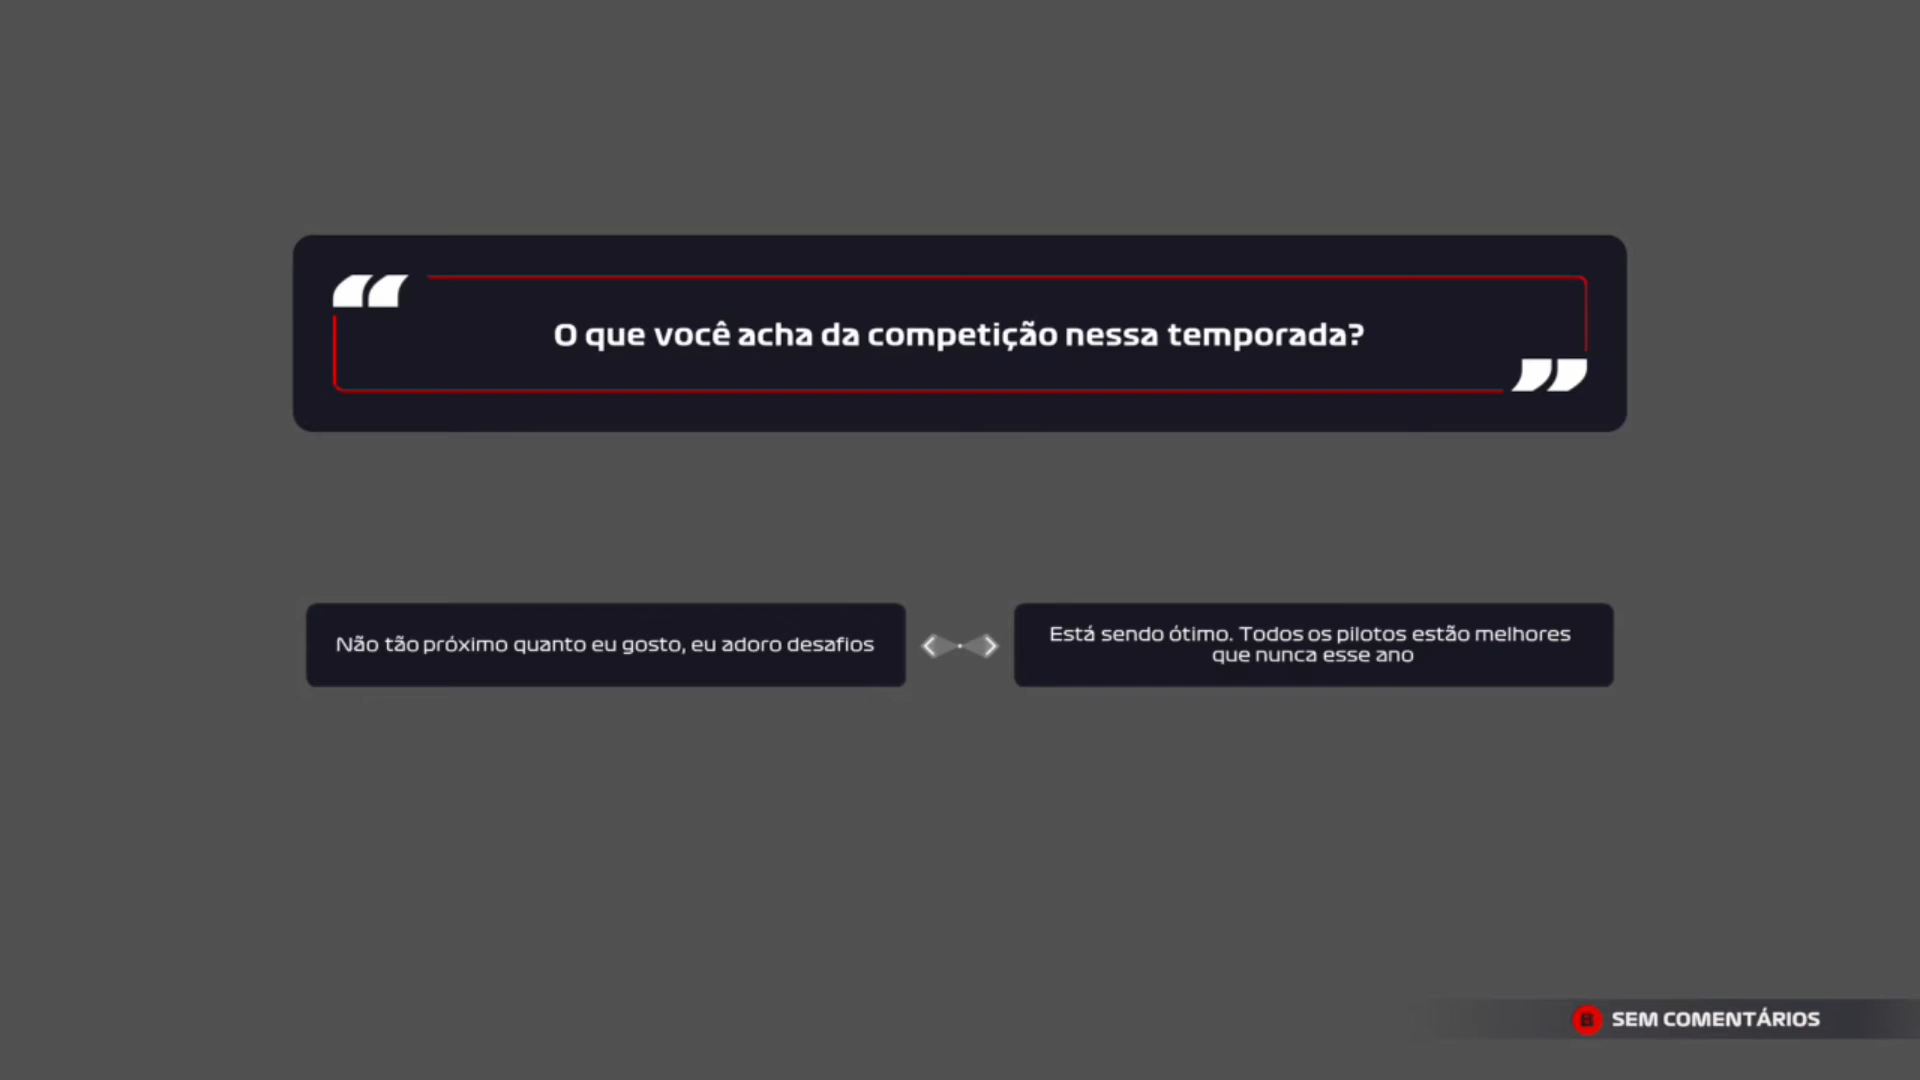 O que você acha da competição nessa temporada?
Não tão próximo quanto eu gosto, eu adoro desafios
Está sendo ótimo. Todos os pilotos estão melhores
que nunca esse ano
B SEM COMENTÁRIOS